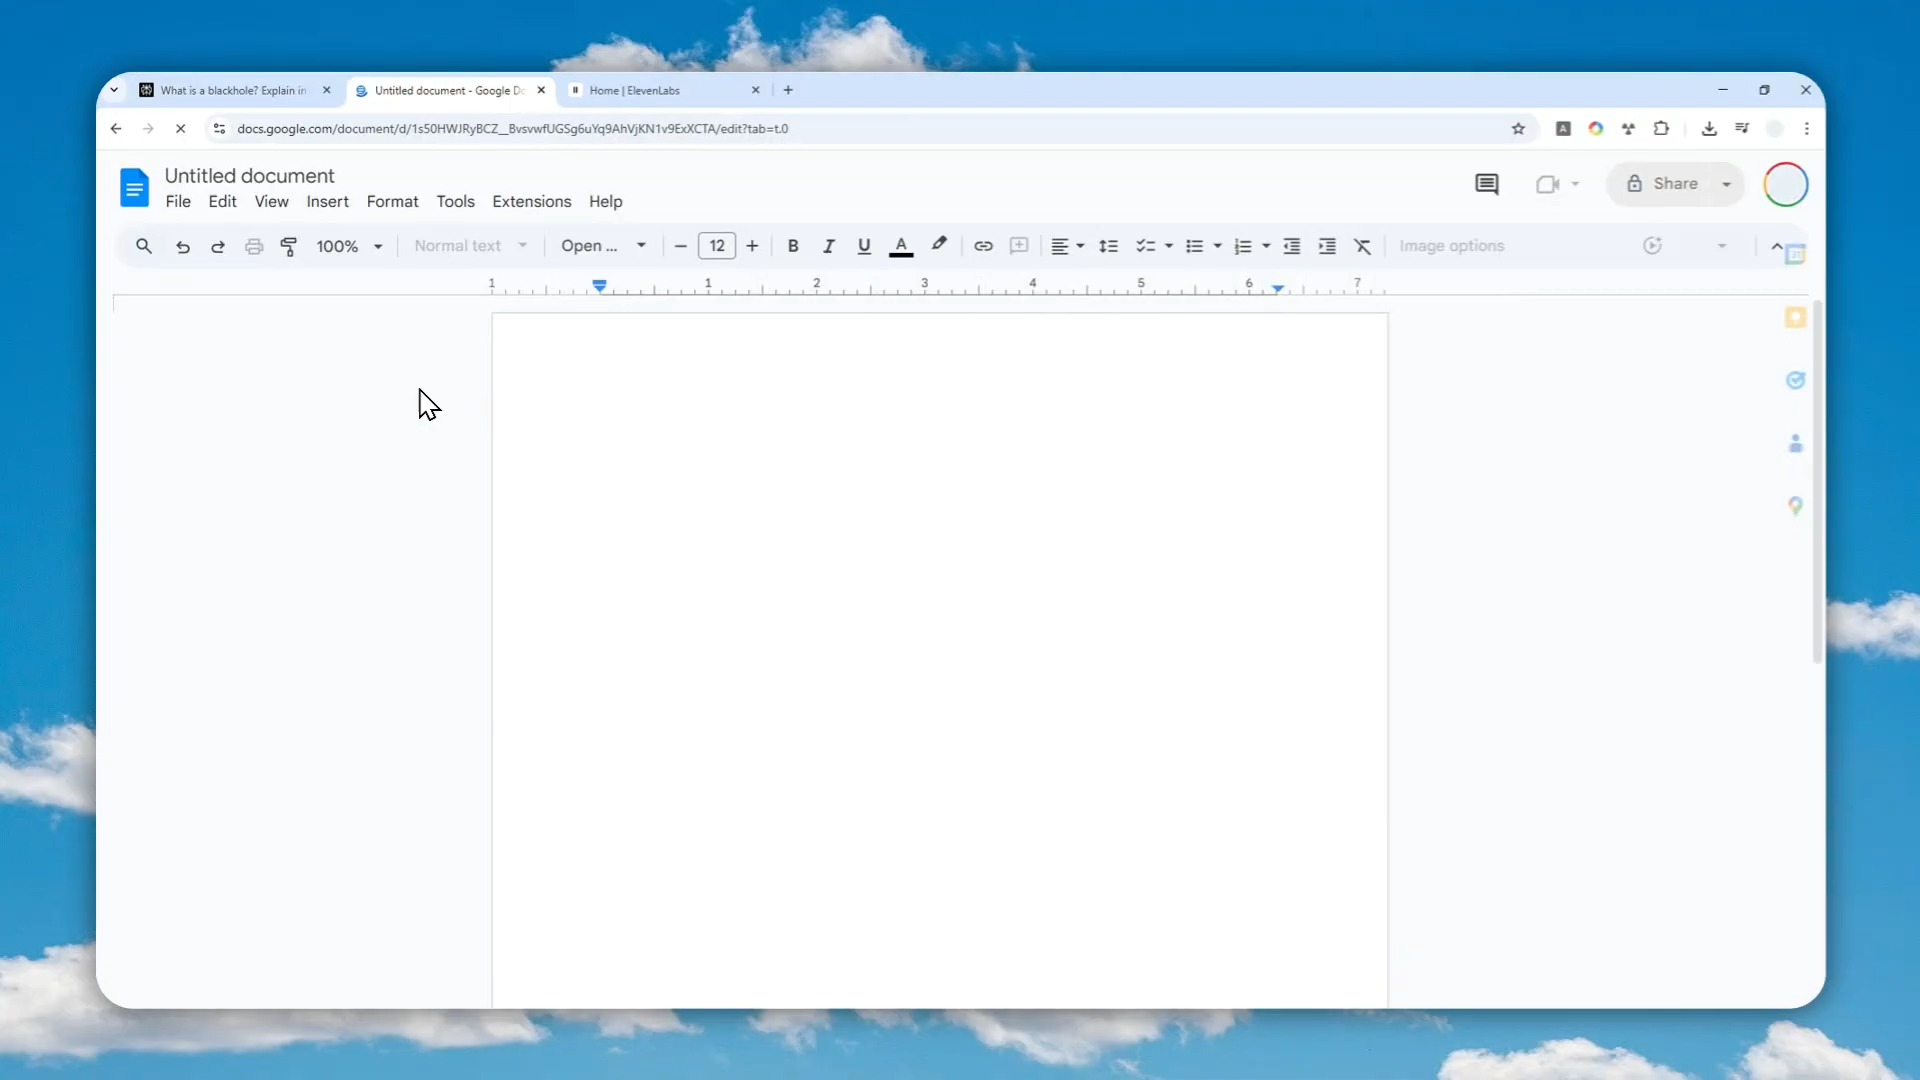 What is a blackhole? Explain in
Untitled document - Google Do
Home | ElevenLabs
docs.google.com/document/d/1s50HWJRyBCZ__BvsvwfUGSg6uYq9AhVjKN1v9ExXCTA/edit?tab=t.0
Untitled document
File Edit View Insert Format Tools Extensions Help
Share
100% Normal text Open ... 12 B I U A Image options
1 1 2 3 4 5 6 7